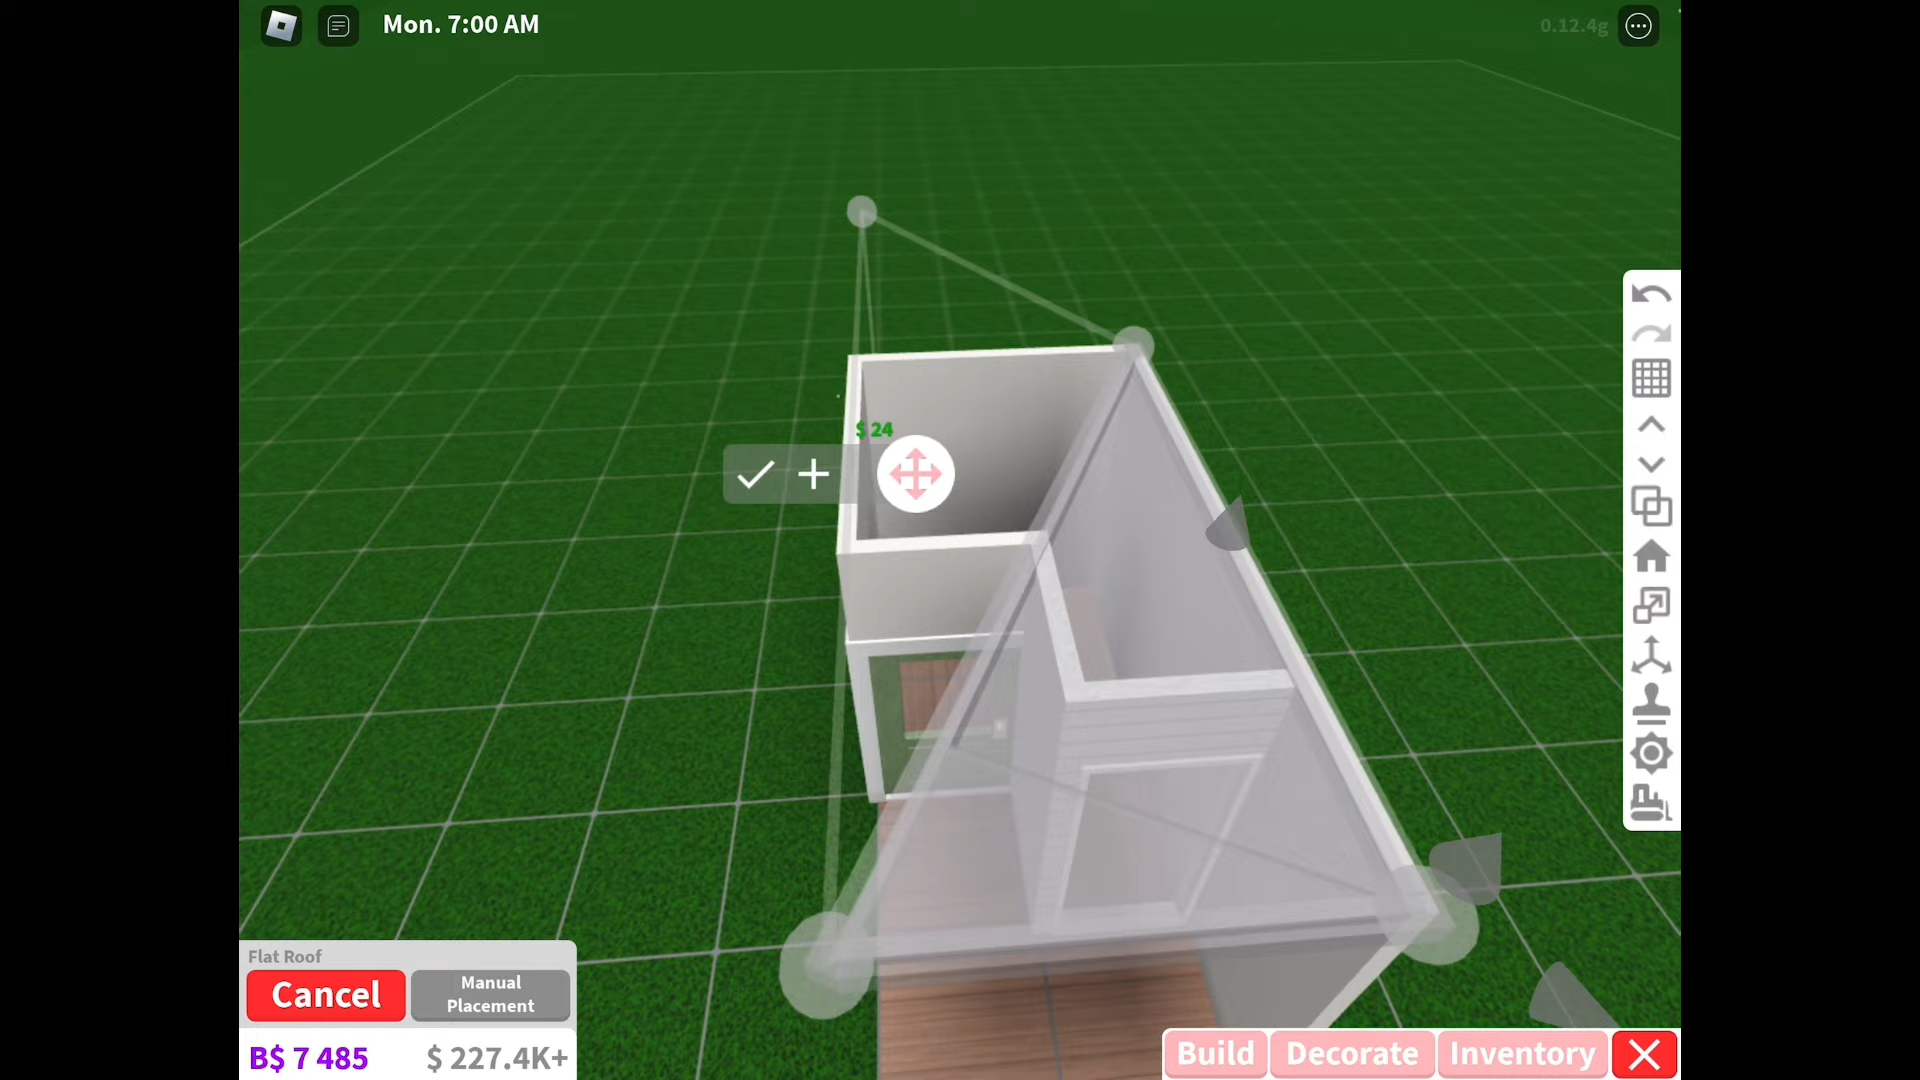 Mon. 7:00 AM
0.12.4g
$ 24
Flat Roof
Cancel
Manual
Placement
B$ 7 485
$ 227.4K+
Build
Decorate
Inventory